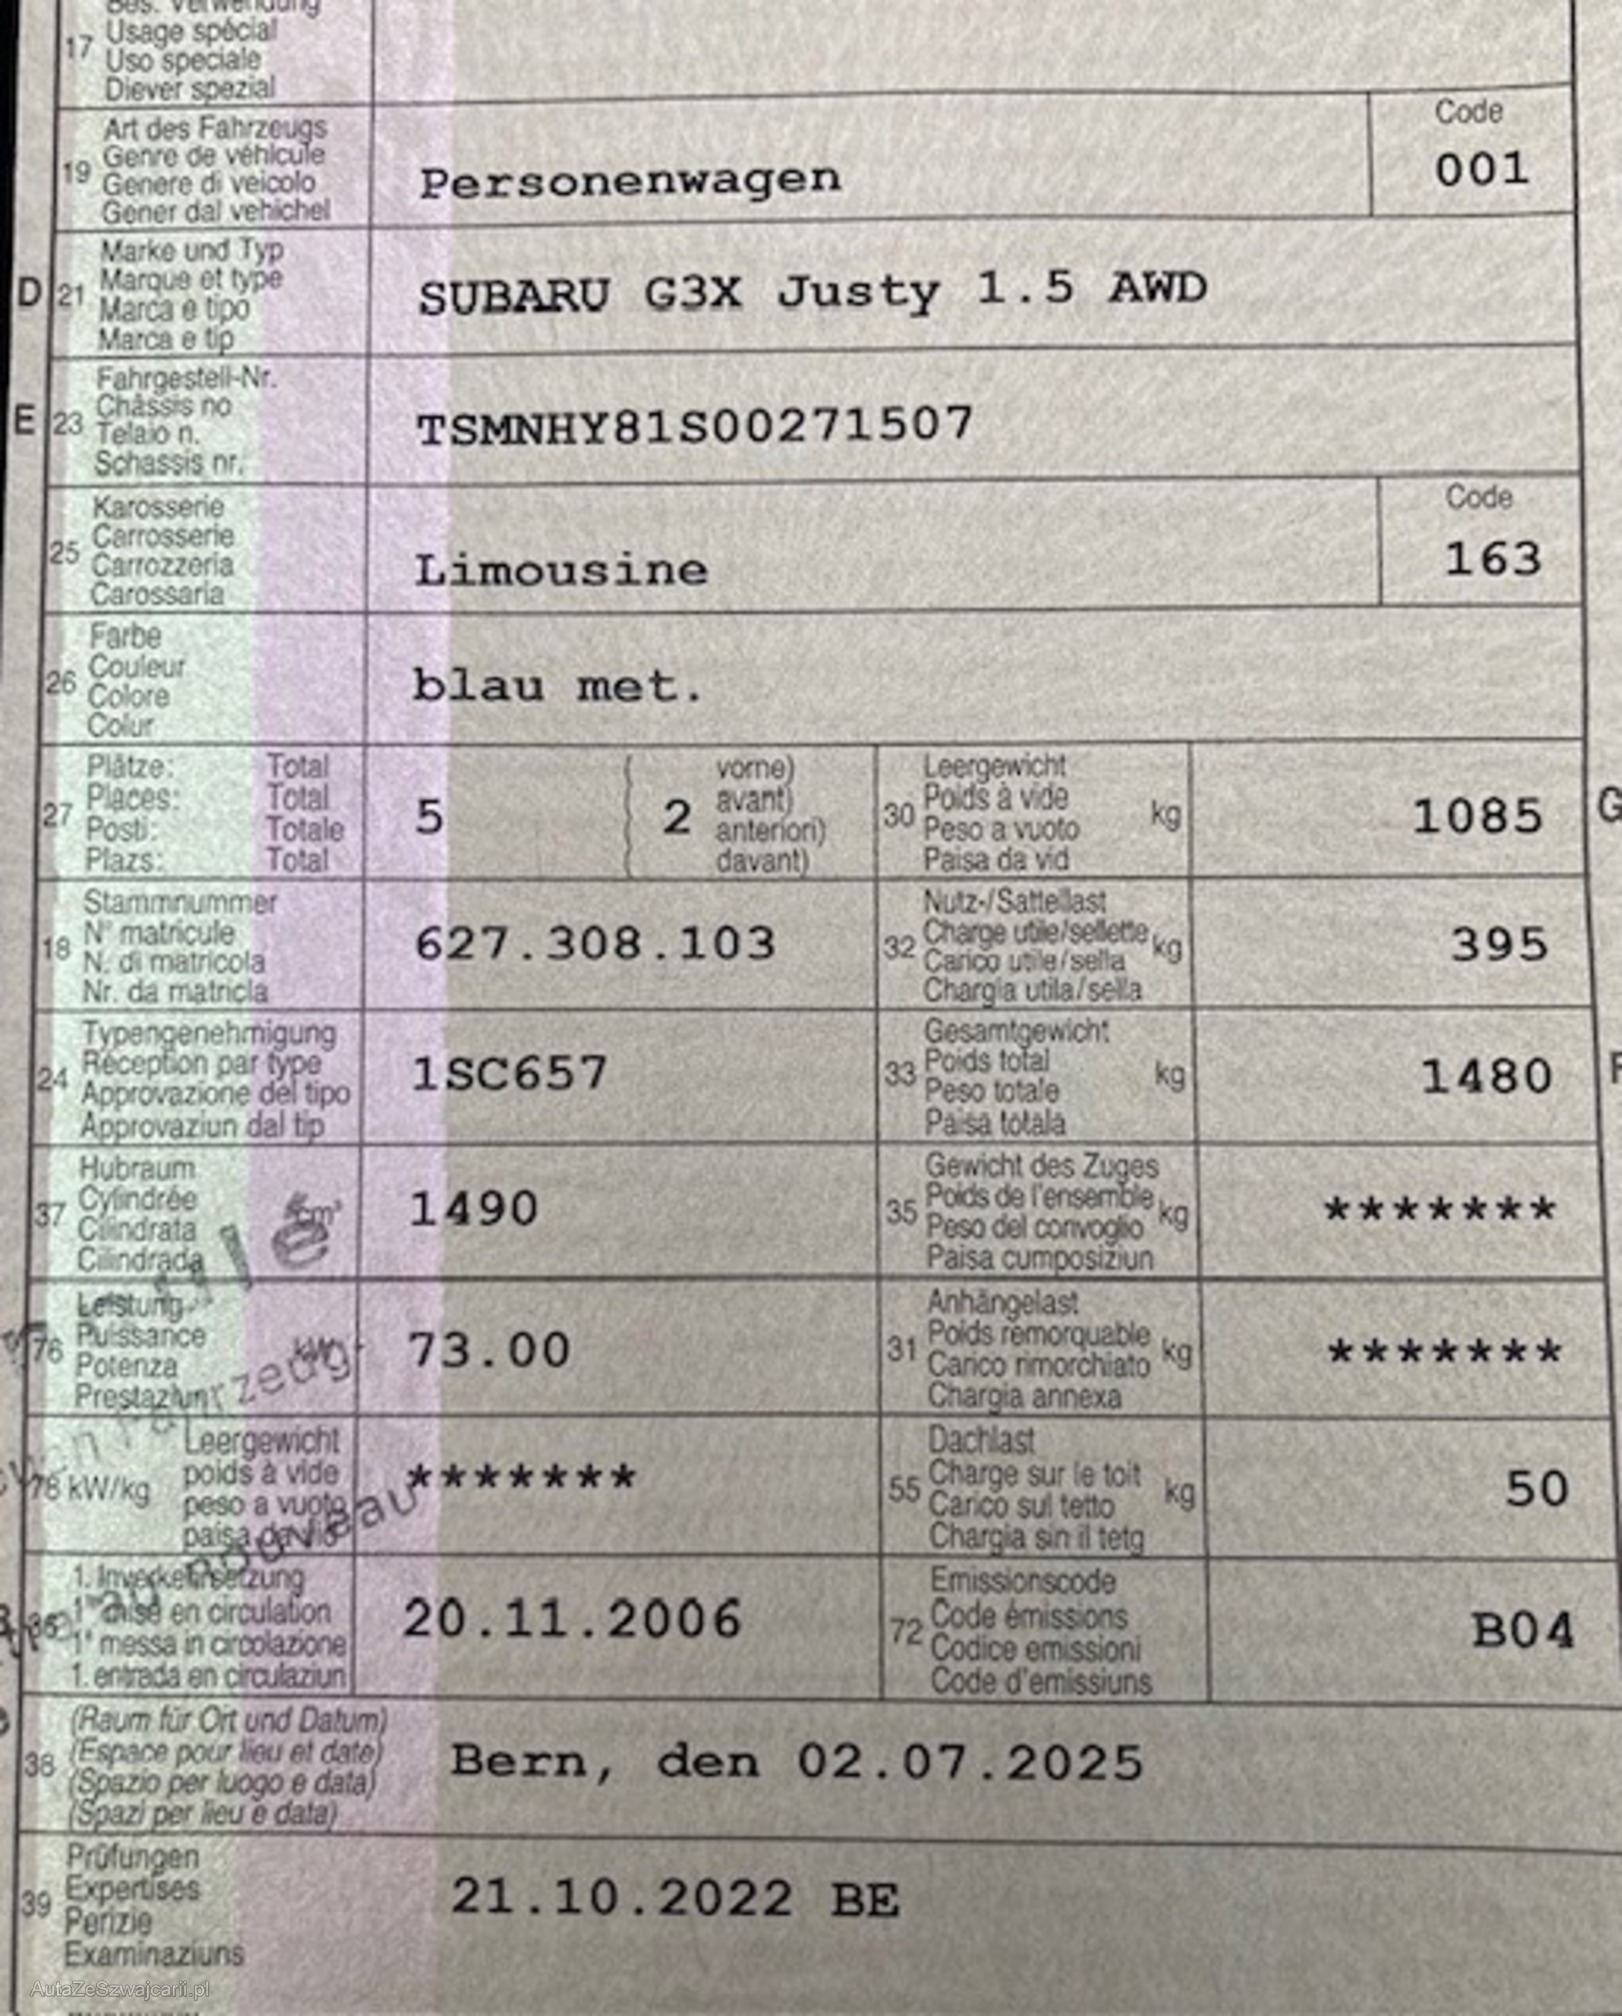 Bes. Verwendung
17 Usage spécial
Uso speciale
Diever spezial
Art des Fahrzeugs
19 Genre de véhicule
Genere di veicolo
Gener dal vehichel
Personenwagen
Code
001
Marke und Typ
D 21 Marque et type
Marca e tipo
Marca e tip
SUBARU G3X Justy 1.5 AWD
Fahrgestell-Nr.
E 23 Châssis no
Telaio n.
Schassis nr.
TSMNHY81S00271507
Karosserie
25 Carrosserie
Carrozzeria
Carossaria
Limousine
Code
163
Farbe
26 Couleur
Colore
Colur
blau met.
Plätze: Total
27 Places: Total
Posti: Totale
Plazs: Total
5
2
vorne)
avant)
anteriori)
davant)
Leergewicht
30 Poids à vide kg
Peso a vuoto
Paisa da vid
1085 G
Stammnummer
18 N° matricule
N. di matricola
Nr. da matricla
627.308.103
Nutz-/Sattellast
32 Charge utile/sellette kg
Carico utile/sella
Chargia utila/sella
395
Typengenehmigung
24 Réception par type
Approvazione del tipo
Approvaziun dal tip
1SC657
Gesamtgewicht
33 Poids total kg
Peso totale
Paisa totala
1480 F
Hubraum
37 Cylindrée cm³
Cilindrata
Cilindrada
1490
Gewicht des Zuges
35 Poids de l'ensemble kg
Peso del convoglio
Paisa cumposiziun
*******
Leistung
76 Puissance kW
Potenza
Prestaziun
73.00
Anhängelast
31 Poids remorquable kg
Carico rimorchiato
Chargia annexa
*******
Leergewicht
78 kW/kg poids à vide
peso a vuoto
paisa da vid
*******
Dachlast
55 Charge sur le toit kg
Carico sul tetto
Chargia sin il tetg
50
1. Inverkehrsetzung
36 1re mise en circulation
1a messa in circolazione
1. entrada en circulaziun
20.11.2006
Emissionscode
72 Code émissions
Codice emissioni
Code d'emissiuns
B04
(Raum für Ort und Datum)
38 (Espace pour lieu et date)
(Spazio per luogo e data)
(Spazi per lieu e data)
Bern, den 02.07.2025
Prüfungen
39 Expertises
Perizie
Examinaziuns
21.10.2022 BE
AutaZeSzwajcarii.pl